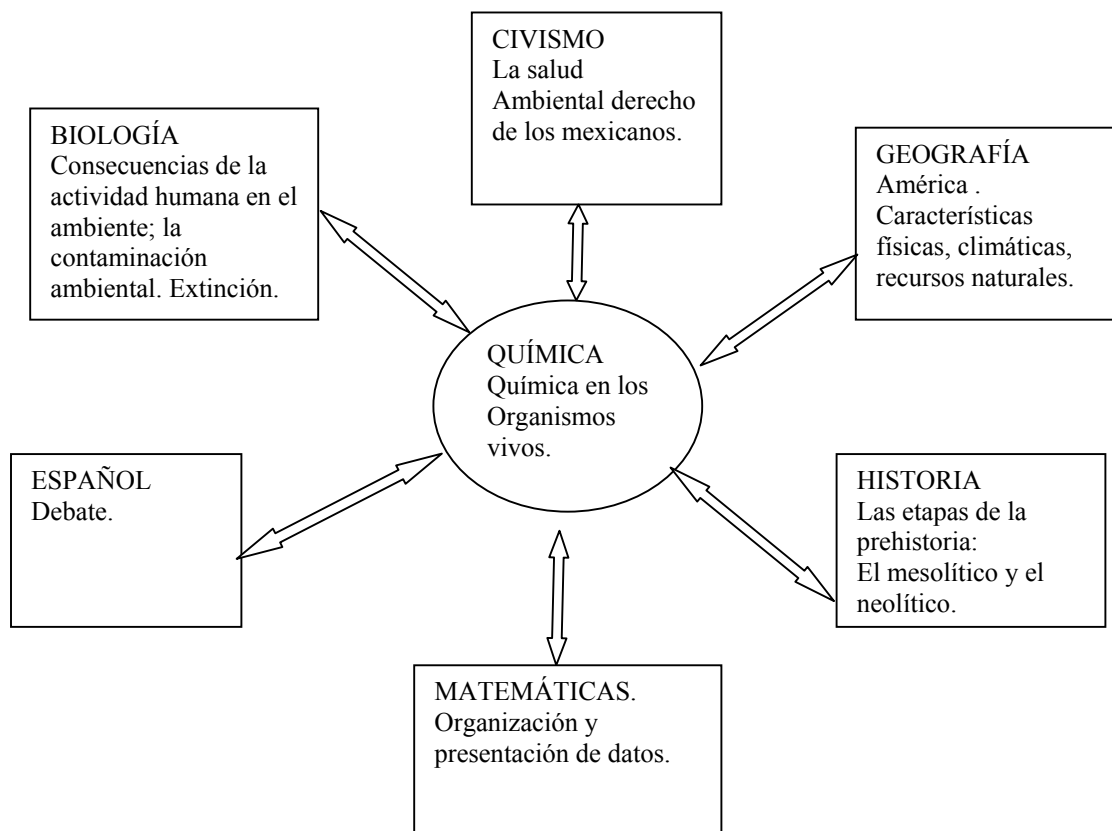 CIVISMO
La salud
Ambiental derecho
de los mexicanos.
BIOLOGÍA
Consecuencias de la
actividad humana en el
ambiente; la
contaminación
ambiental. Extinción.
GEOGRAFÍA
América .
Características
físicas, climáticas,
recursos naturales.
QUÍMICA
Química en los
Organismos
vivos.
ESPAÑOL
Debate.
HISTORIA
Las etapas de la
prehistoria:
El mesolítico y el
neolítico.
MATEMÁTICAS.
Organización y
presentación de datos.